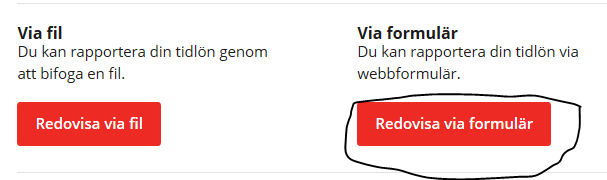 Via fil
Du kan rapportera din tidlön genom
att bifoga en fil.
Redovisa via fil
Via formulär
Du kan rapportera din tidlön via
webbformulär.
Redovisa via formulär